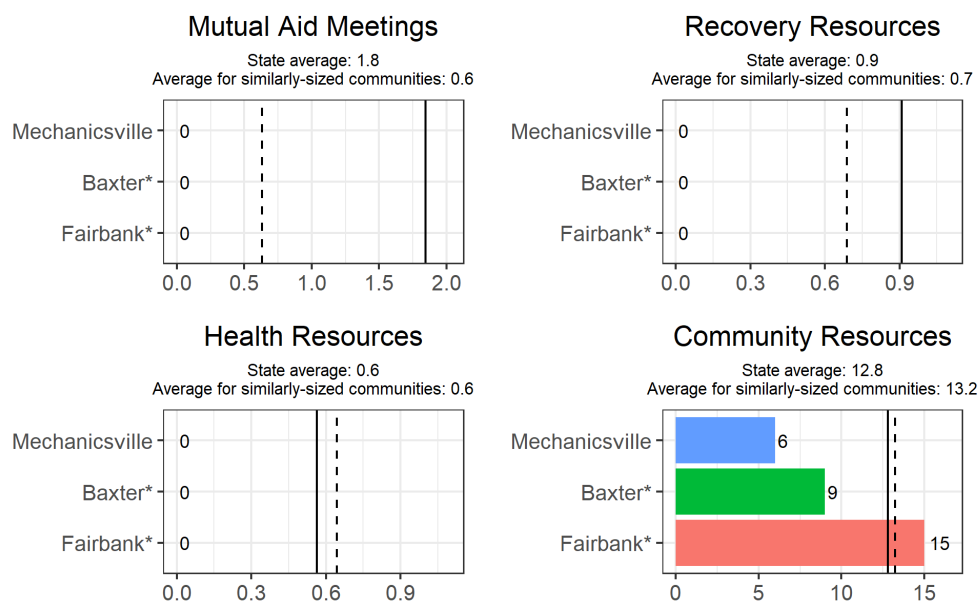 Mutual Aid Meetings
State average: 1.8
Average for similarly-sized communities: 0.6
Mechanicsville 0
Baxter* 0
Fairbank* 0
0.0 0.5 1.0 1.5 2.0
Recovery Resources
State average: 0.9
Average for similarly-sized communities: 0.7
Mechanicsville 0
Baxter* 0
Fairbank* 0
0.0 0.3 0.6 0.9
Health Resources
State average: 0.6
Average for similarly-sized communities: 0.6
Mechanicsville 0
Baxter* 0
Fairbank* 0
0.0 0.3 0.6 0.9
Community Resources
State average: 12.8
Average for similarly-sized communities: 13.2
Mechanicsville 6
Baxter* 9
Fairbank* 15
0 5 10 15